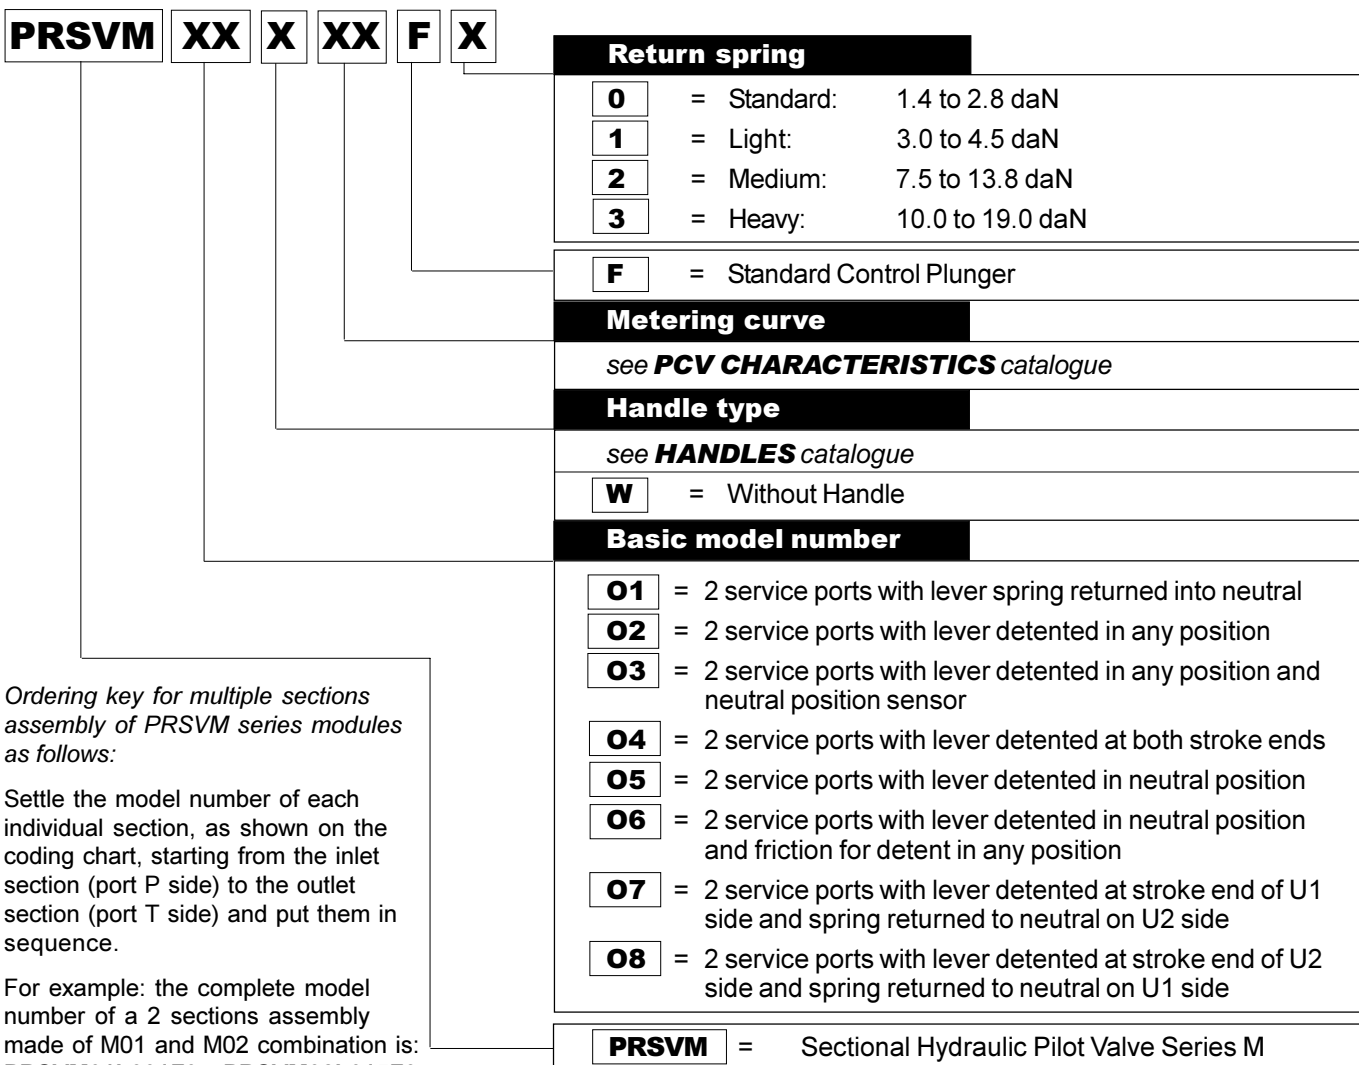 PRSVM XX X XX F X
Return spring
0 = Standard: 1.4 to 2.8 daN
1 = Light: 3.0 to 4.5 daN
2 = Medium: 7.5 to 13.8 daN
3 = Heavy: 10.0 to 19.0 daN
F = Standard Control Plunger
Metering curve
see PCV CHARACTERISTICS catalogue
Handle type
see HANDLES catalogue
W = Without Handle
Basic model number
O1 = 2 service ports with lever spring returned into neutral
O2 = 2 service ports with lever detented in any position
O3 = 2 service ports with lever detented in any position and
neutral position sensor
O4 = 2 service ports with lever detented at both stroke ends
O5 = 2 service ports with lever detented in neutral position
O6 = 2 service ports with lever detented in neutral position
and friction for detent in any position
O7 = 2 service ports with lever detented at stroke end of U1
side and spring returned to neutral on U2 side
O8 = 2 service ports with lever detented at stroke end of U2
side and spring returned to neutral on U1 side
PRSVM = Sectional Hydraulic Pilot Valve Series M
Ordering key for multiple sections
assembly of PRSVM series modules
as follows:
Settle the model number of each
individual section, as shown on the
coding chart, starting from the inlet
section (port P side) to the outlet
section (port T side) and put them in
sequence.
For example: the complete model
number of a 2 sections assembly
made of M01 and M02 combination is: